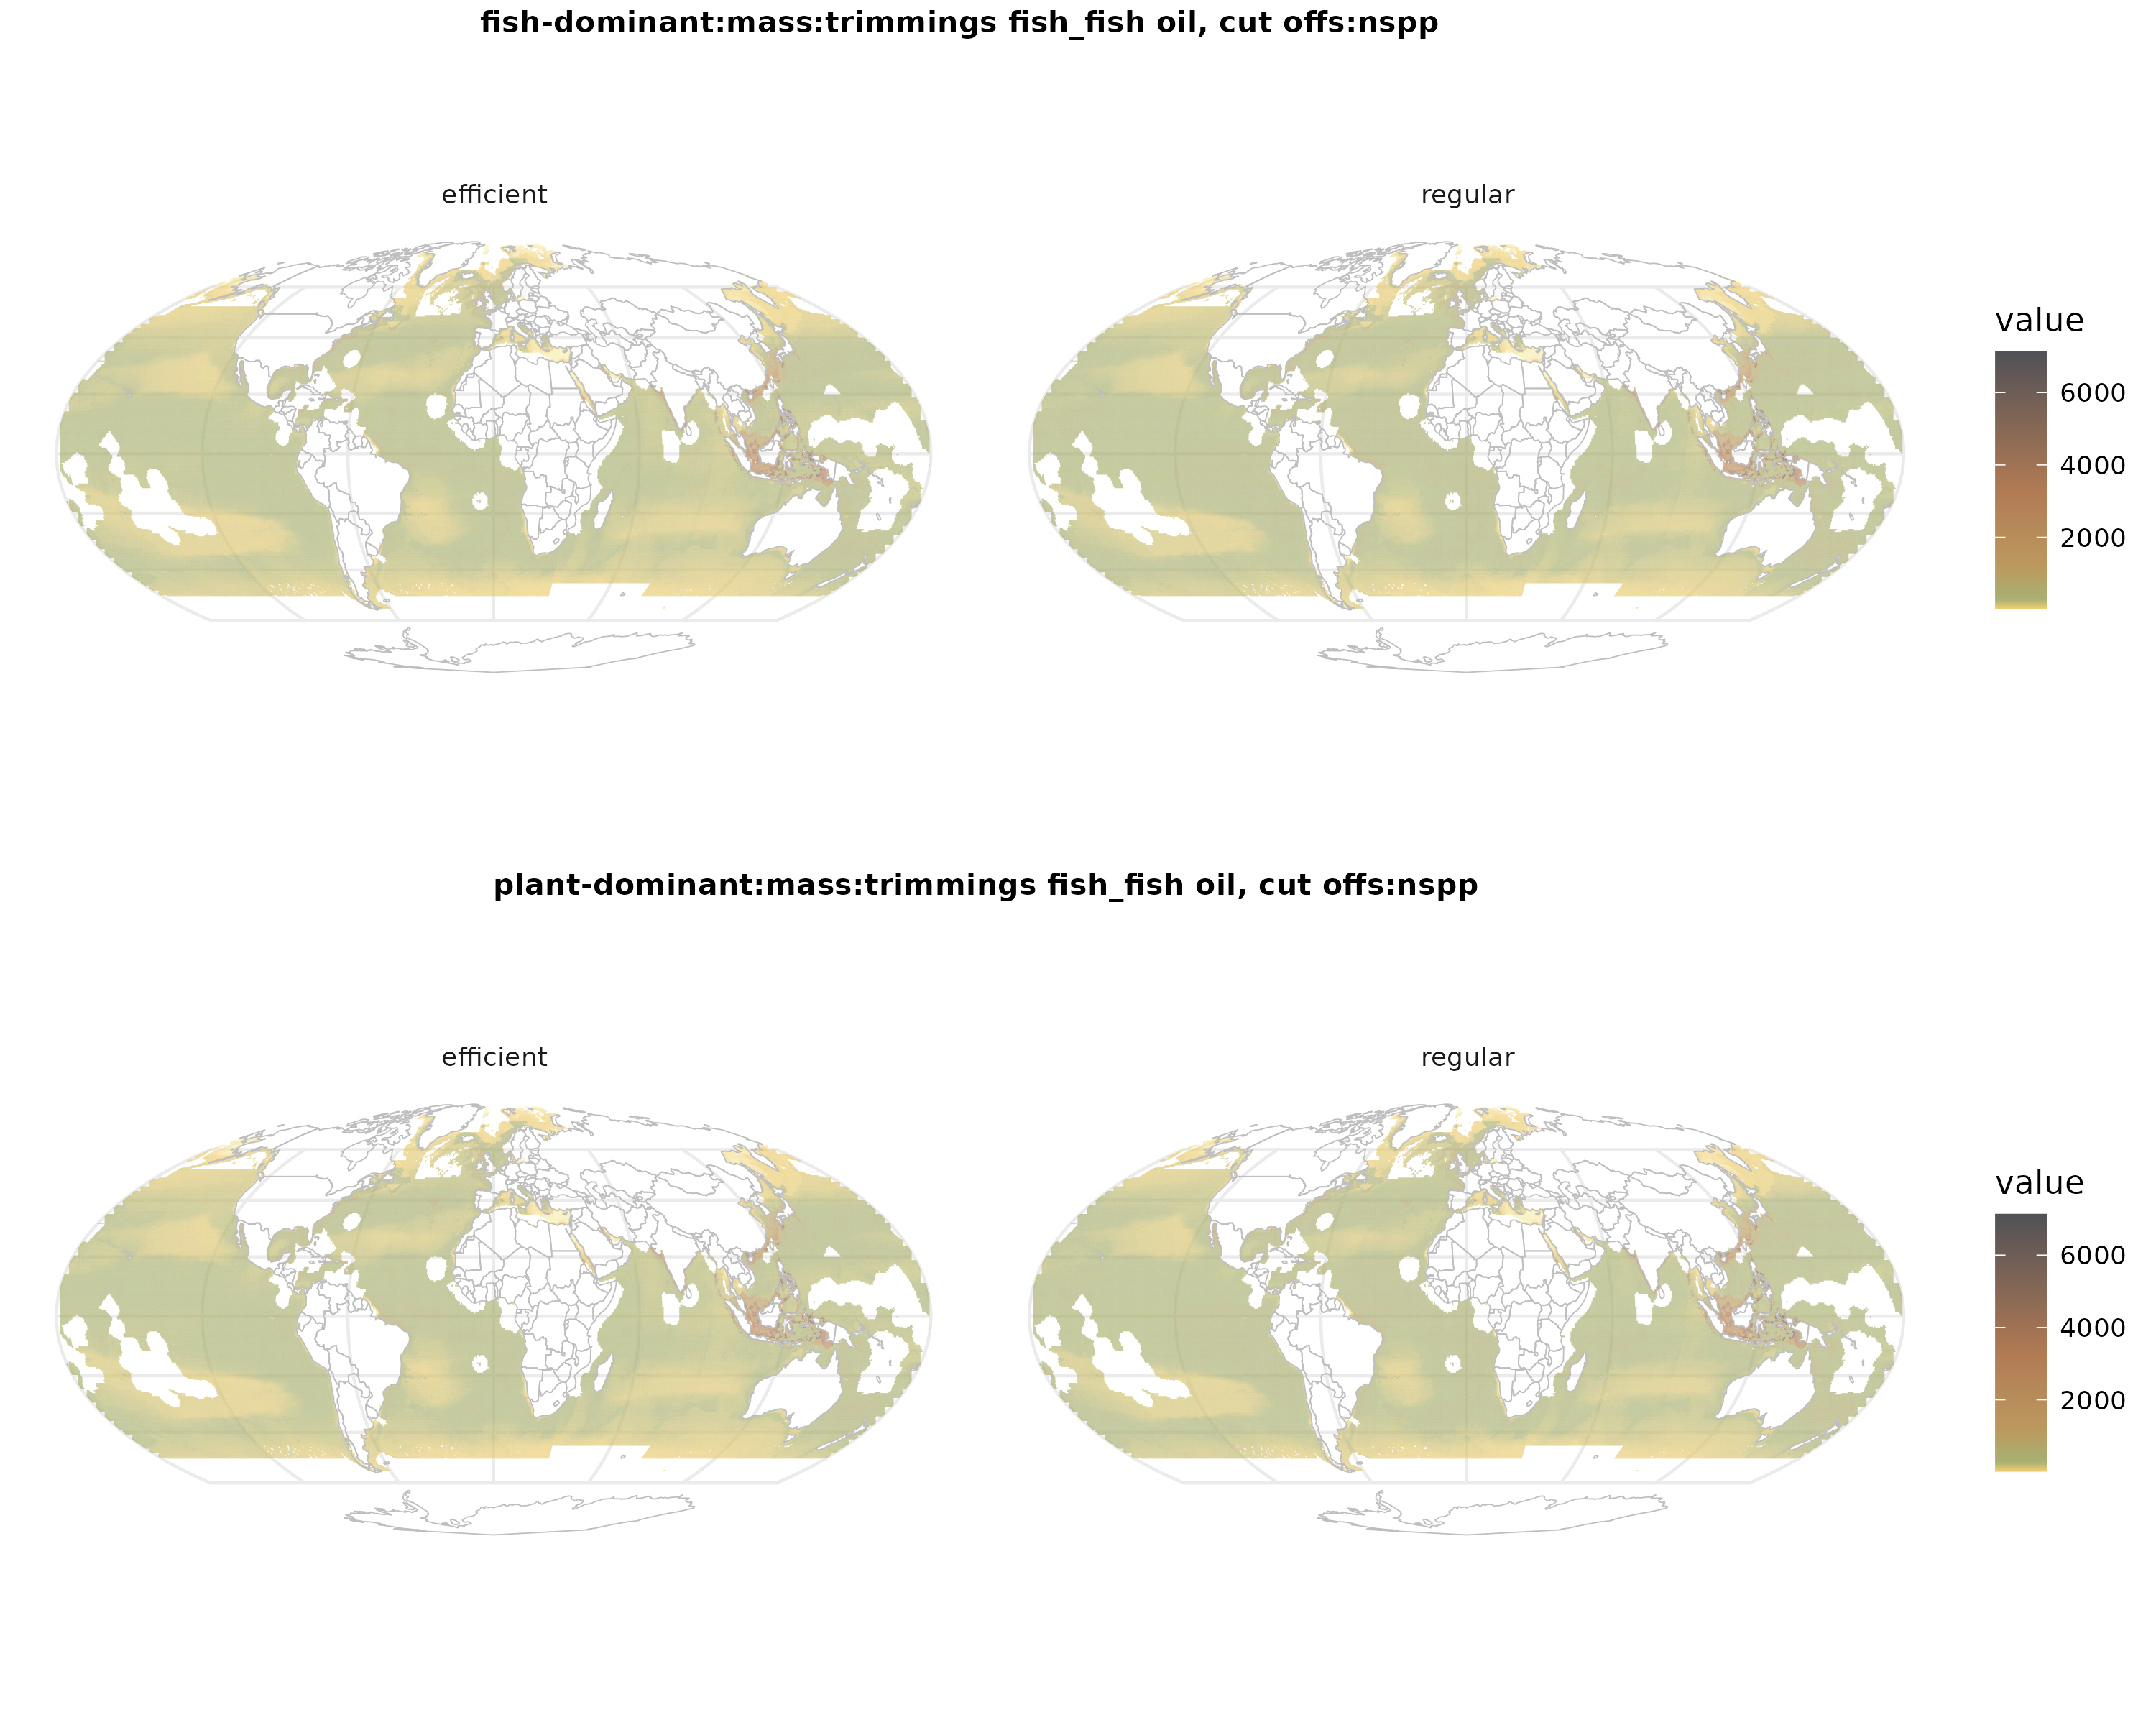 fish-dominant:mass:trimmings fish_fish oil, cut offs:nspp
efficient
regular
value
6000
4000
2000
plant-dominant:mass:trimmings fish_fish oil, cut offs:nspp
efficient
regular
value
6000
4000
2000